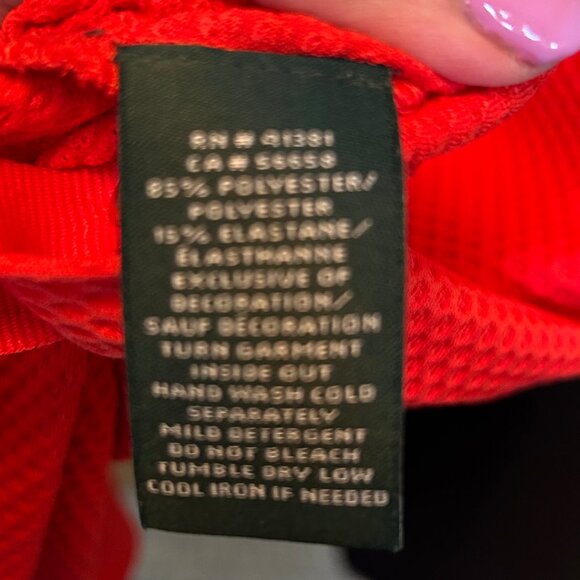 RN # 41381
CA # 56659
85% POLYESTER/
POLYESTER
15% ELASTANE/
ÉLASTHANNE
EXCLUSIVE OF
DECORATION/
SAUF DÉCORATION
TURN GARMENT
INSIDE OUT
HAND WASH COLD
SEPARATELY
MILD DETERGENT
DO NOT BLEACH
TUMBLE DRY LOW
COOL IRON IF NEEDED